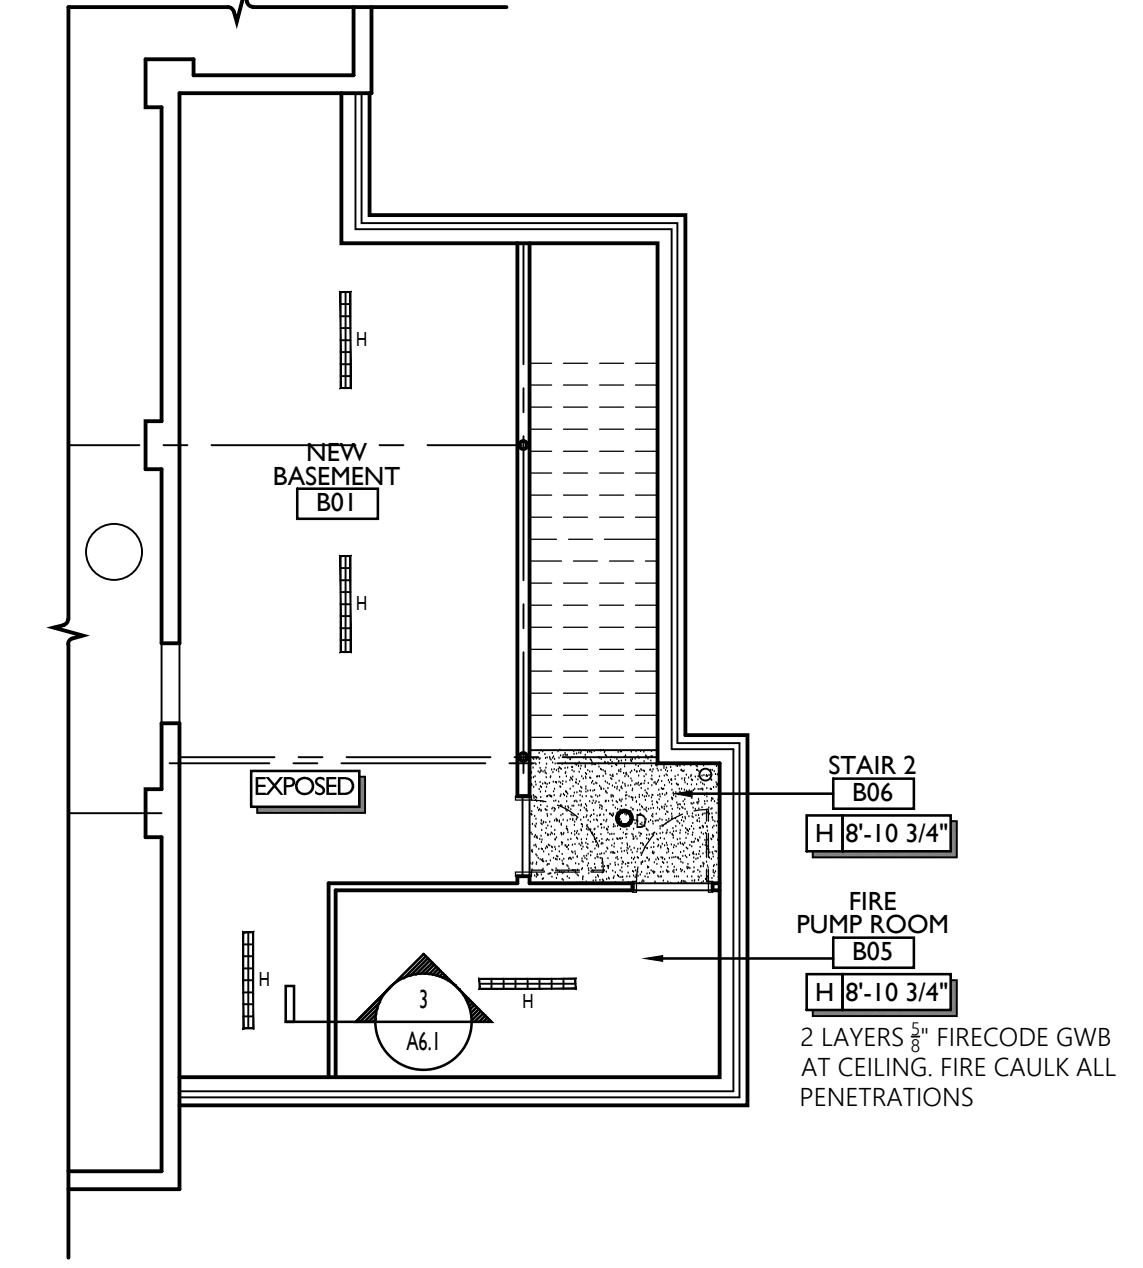 H
NEW
BASEMENT
B01
H
EXPOSED
D
STAIR 2
B06
H 8'-10 3/4"
FIRE
PUMP ROOM
B05
H 8'-10 3/4"
2 LAYERS 5/8" FIRECODE GWB
AT CEILING. FIRE CAULK ALL
PENETRATIONS
H
H
3
A6.1